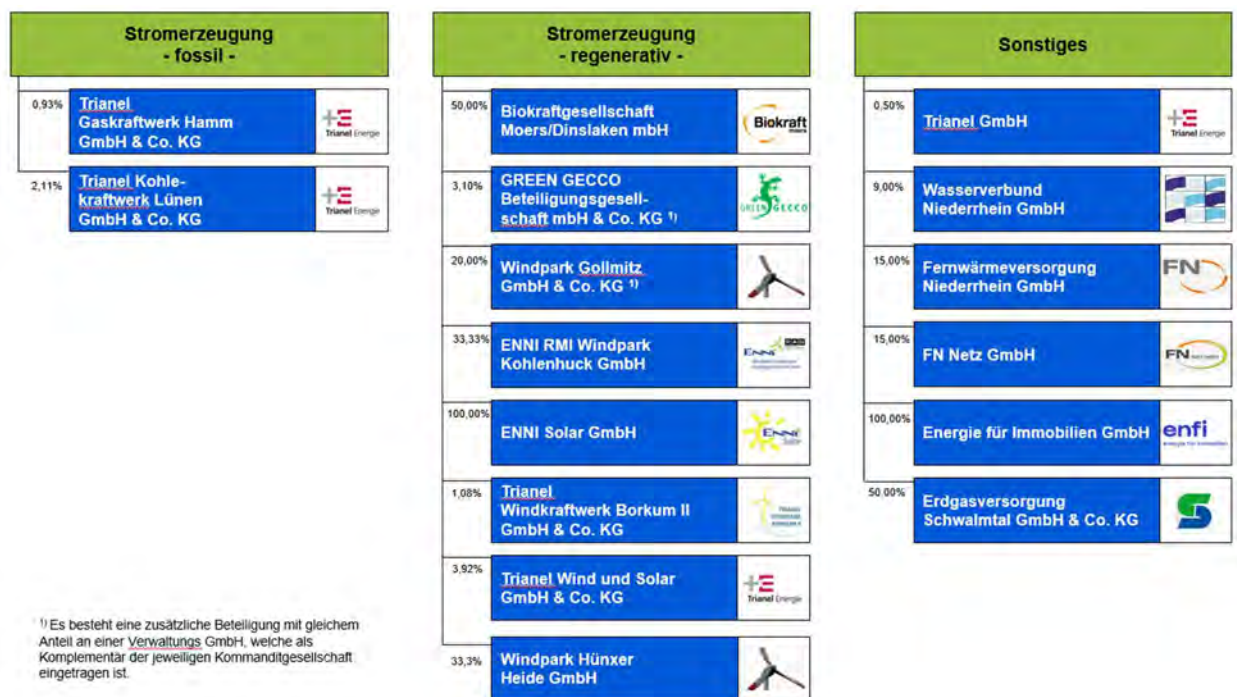 Stromerzeugung
- fossil -
0,93%
Trianel
Gaskraftwerk Hamm
GmbH & Co. KG
Trianel Energie
2,11%
Trianel Kohle-
kraftwerk Lünen
GmbH & Co. KG
Trianel Energie
Stromerzeugung
- regenerativ -
50,00%
Biokraftgesellschaft
Moers/Dinslaken mbH
Biokraft
moers
3,10%
GREEN GECCO
Beteiligungsgesell-
schaft mbH & Co. KG ¹⁾
GREEN GECCO
20,00%
Windpark Gollmitz
GmbH & Co. KG ¹⁾
33,33%
ENNI RMI Windpark
Kohlenhuck GmbH
ENNI
100,00%
ENNI Solar GmbH
ENNI
Solar
1,08%
Trianel
Windkraftwerk Borkum II
GmbH & Co. KG
3,92%
Trianel Wind und Solar
GmbH & Co. KG
Trianel Energie
33,3%
Windpark Hünxer
Heide GmbH
Sonstiges
0,50%
Trianel GmbH
Trianel Energie
9,00%
Wasserverbund
Niederrhein GmbH
15,00%
Fernwärmeversorgung
Niederrhein GmbH
FN
15,00%
FN Netz GmbH
FN
100,00%
Energie für Immobilien GmbH
enfi
energie für immobilien
50,00%
Erdgasversorgung
Schwalmtal GmbH & Co. KG
¹⁾ Es besteht eine zusätzliche Beteiligung mit gleichem
Anteil an einer Verwaltungs GmbH, welche als
Komplementär der jeweiligen Kommanditgesellschaft
eingetragen ist.